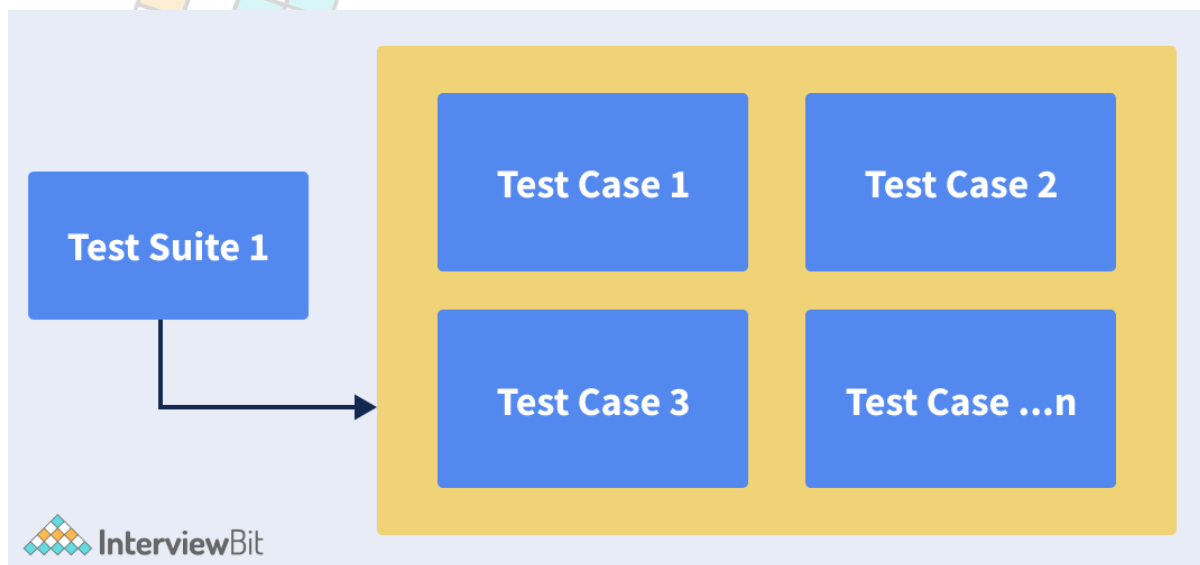 Test Suite 1
Test Case 1
Test Case 2
Test Case 3
Test Case ...n
InterviewBit